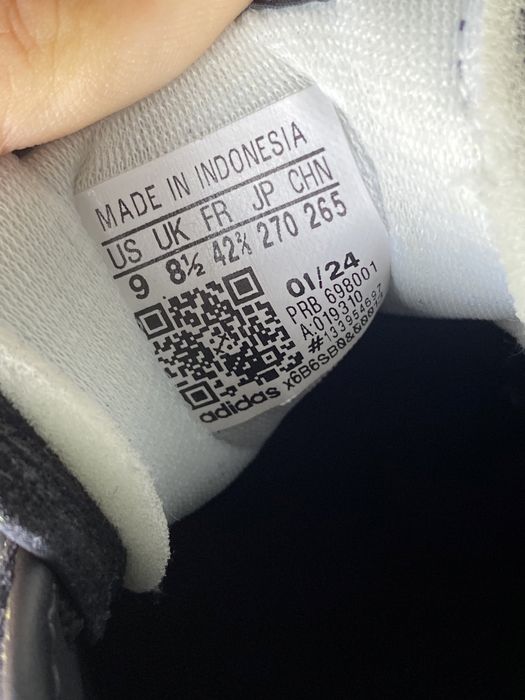 MADE IN INDONESIA
US UK FR JP CHN
9 8½ 42⅔ 270 265
01/24
PRB 698001
A:019310
adidas